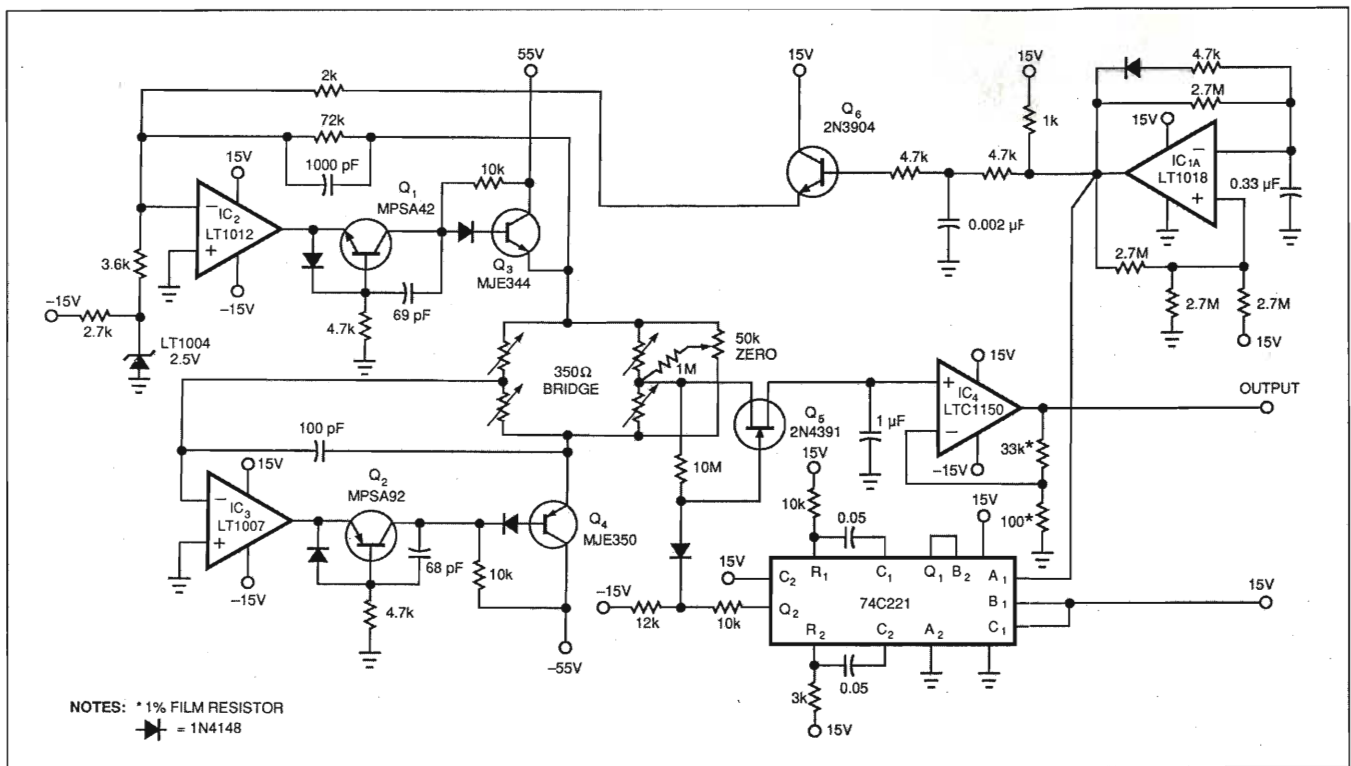 55V
15V
15V
2k
4.7k
2.7M
72k
Q6
2N3904
1k
15V
1000 pF
10k
4.7k
4.7k
IC1A
LT1018
0.33 µF
15V
Q1
MPSA42
−
+
IC2
LT1012
−
+
0.002 µF
2.7M
3.6k
Q3
MJE344
2.7M
2.7M
15V
−15V
−15V
2.7k
69 pF
4.7k
LT1004
2.5V
50k
ZERO
1M
350Ω
BRIDGE
15V
OUTPUT
Q5
2N4391
1 µF
+
IC4
LTC1150
−
−15V
33k*
100 pF
10M
15V
15V
100*
Q2
MPSA92
15V
10k
−
IC3
LT1007
+
Q4
MJE350
0.05
−15V
68 pF
10k
4.7k
15V
C2
R1
C1
Q1
B2
A1
15V
−15V
12k
10k
Q2
74C221
B1
C1
R2
C2
A2
−55V
0.05
3k
15V
NOTES: * 1% FILM RESISTOR
= 1N4148